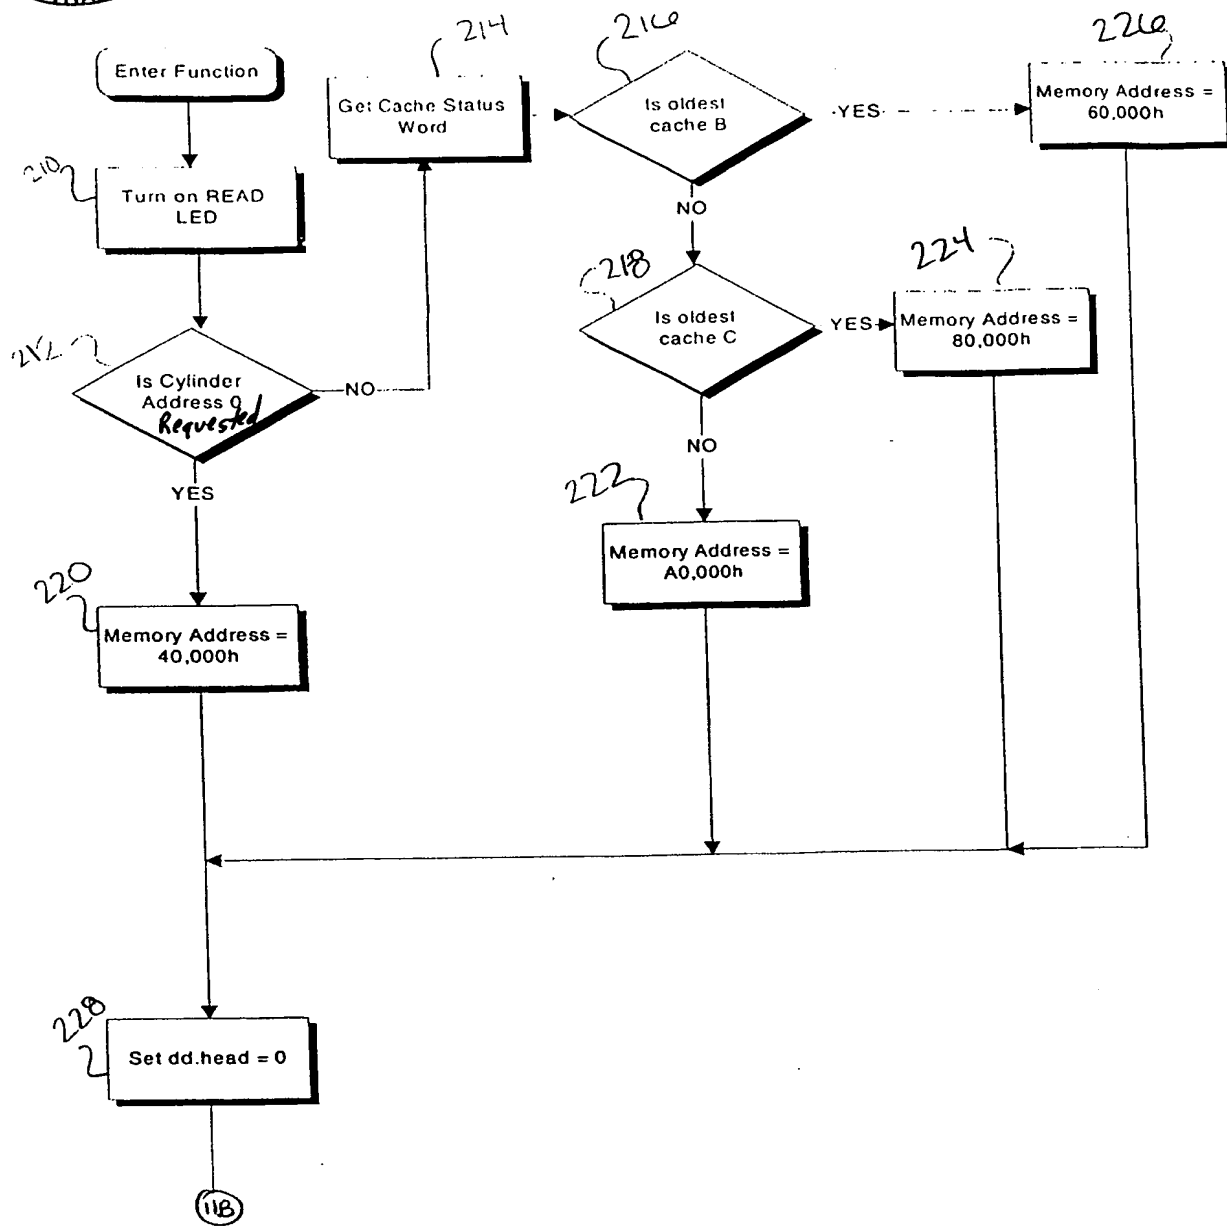 Enter Function
210
Turn on READ
LED
212
Is Cylinder
Address 0
Requested
NO
YES
220
Memory Address =
40,000h
214
Get Cache Status
Word
216
Is oldest
cache B
YES
226
Memory Address =
60,000h
NO
218
Is oldest
cache C
YES
224
Memory Address =
80,000h
NO
222
Memory Address =
A0,000h
228
Set dd.head = 0
11B